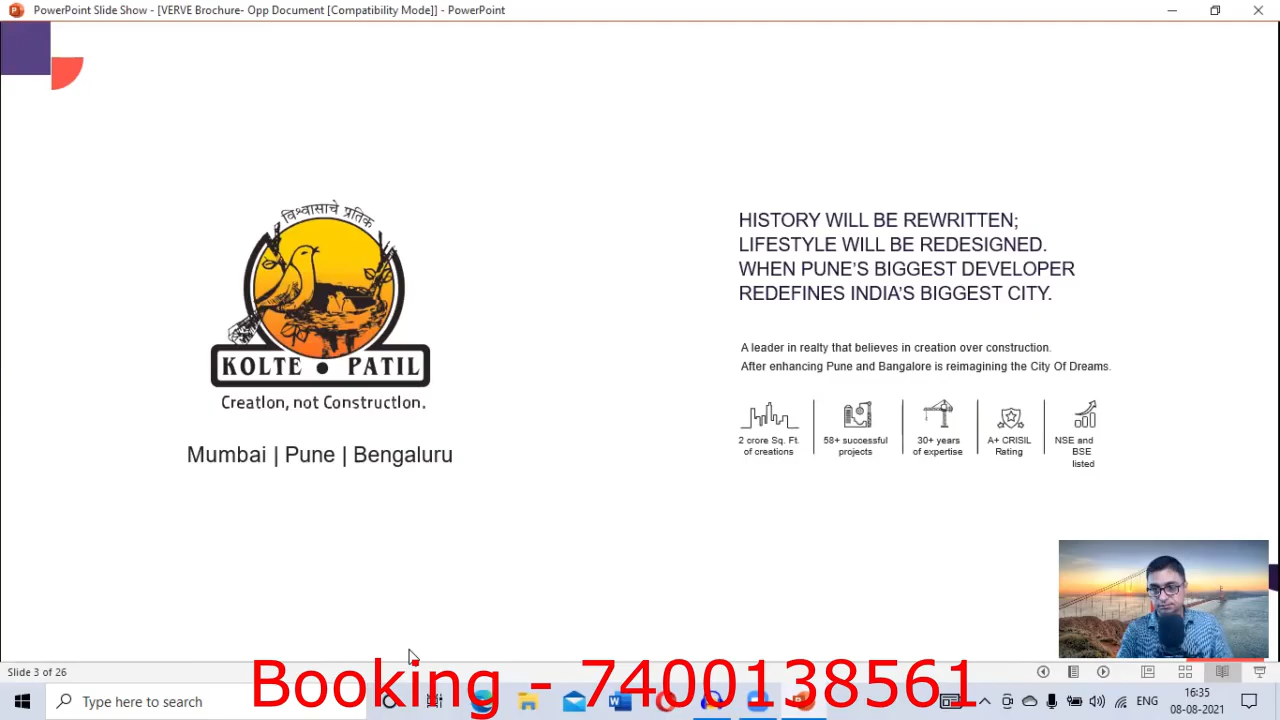 PowerPoint Slide Show - [VERVE Brochure- Opp Document [Compatibility Mode]] - PowerPoint
विश्वासाचे प्रतिक
KOLTE • PATIL
Creation, not Construction.
Mumbai | Pune | Bengaluru
HISTORY WILL BE REWRITTEN;
LIFESTYLE WILL BE REDESIGNED.
WHEN PUNE'S BIGGEST DEVELOPER
REDEFINES INDIA'S BIGGEST CITY.
A leader in realty that believes in creation over construction.
After enhancing Pune and Bangalore is reimagining the City Of Dreams.
2 crore Sq. Ft.
of creations
58+ successful
projects
30+ years
of expertise
A+ CRISIL
Rating
NSE and
BSE
listed
Slide 3 of 26
Booking - 7400138561
Type here to search
16:35
08-08-2021